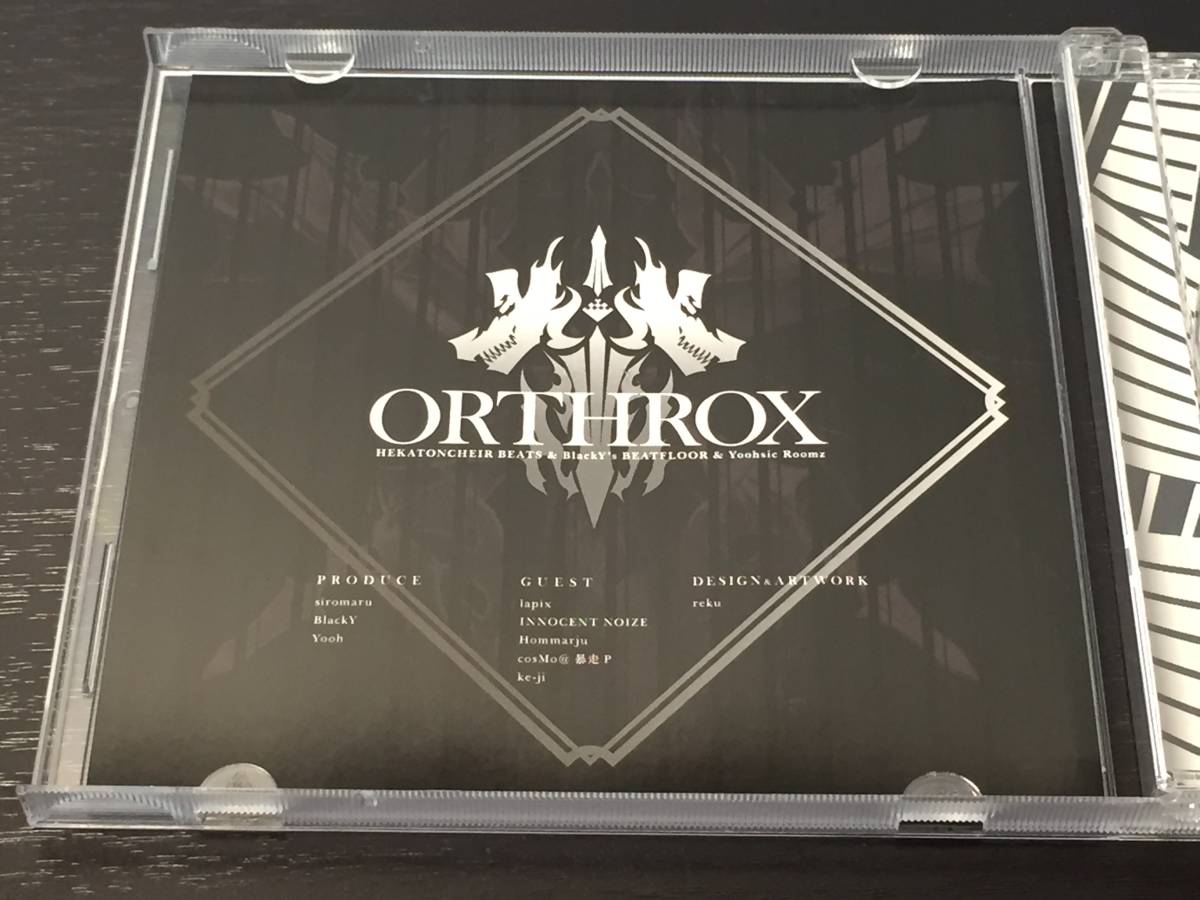 ORTHROX
HEKATONCHEIR BEATS & BlackY's BEATFLOOR & Yoohsic Roomz
PRODUCE
siromaru
BlackY
Yooh
GUEST
lapix
INNOCENT NOIZE
Hommarju
cosMo@暴走P
ke-ji
DESIGN&ARTWORK
reku